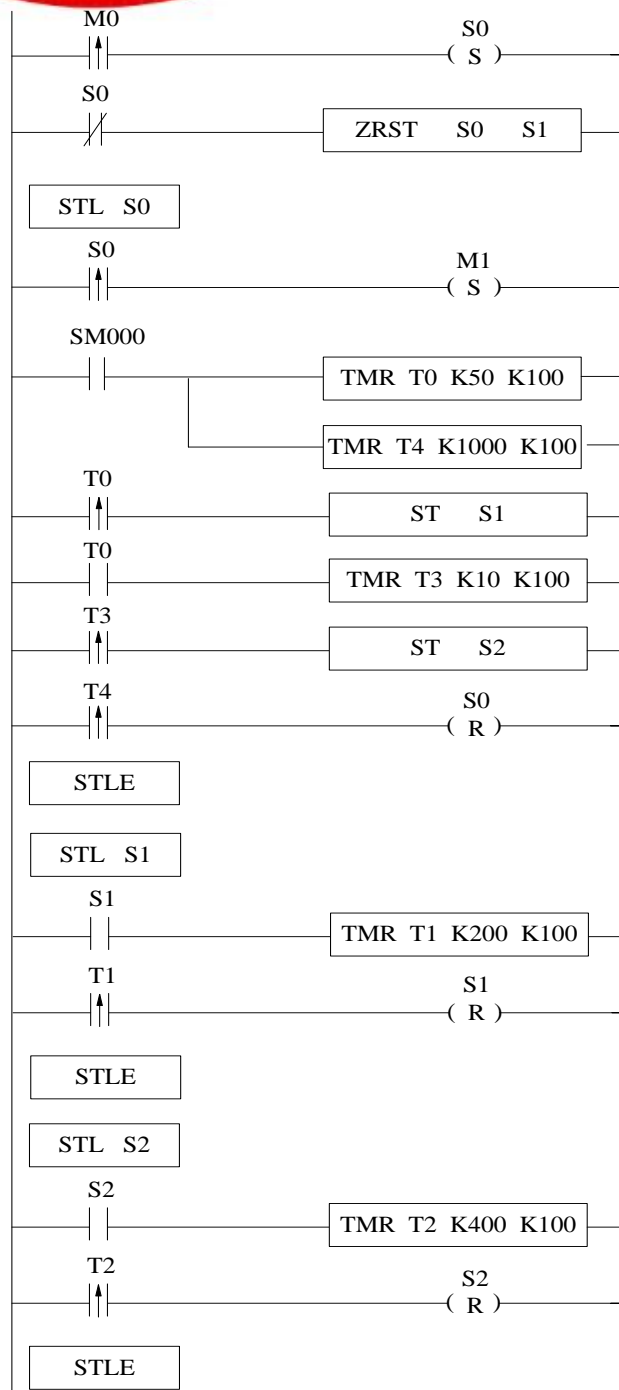 M0
S0
( S )
S0
ZRST S0 S1
STL S0
S0
M1
( S )
SM000
TMR T0 K50 K100
TMR T4 K1000 K100
T0
ST S1
T0
TMR T3 K10 K100
T3
ST S2
T4
S0
( R )
STLE
STL S1
S1
TMR T1 K200 K100
T1
S1
( R )
STLE
STL S2
S2
TMR T2 K400 K100
T2
S2
( R )
STLE